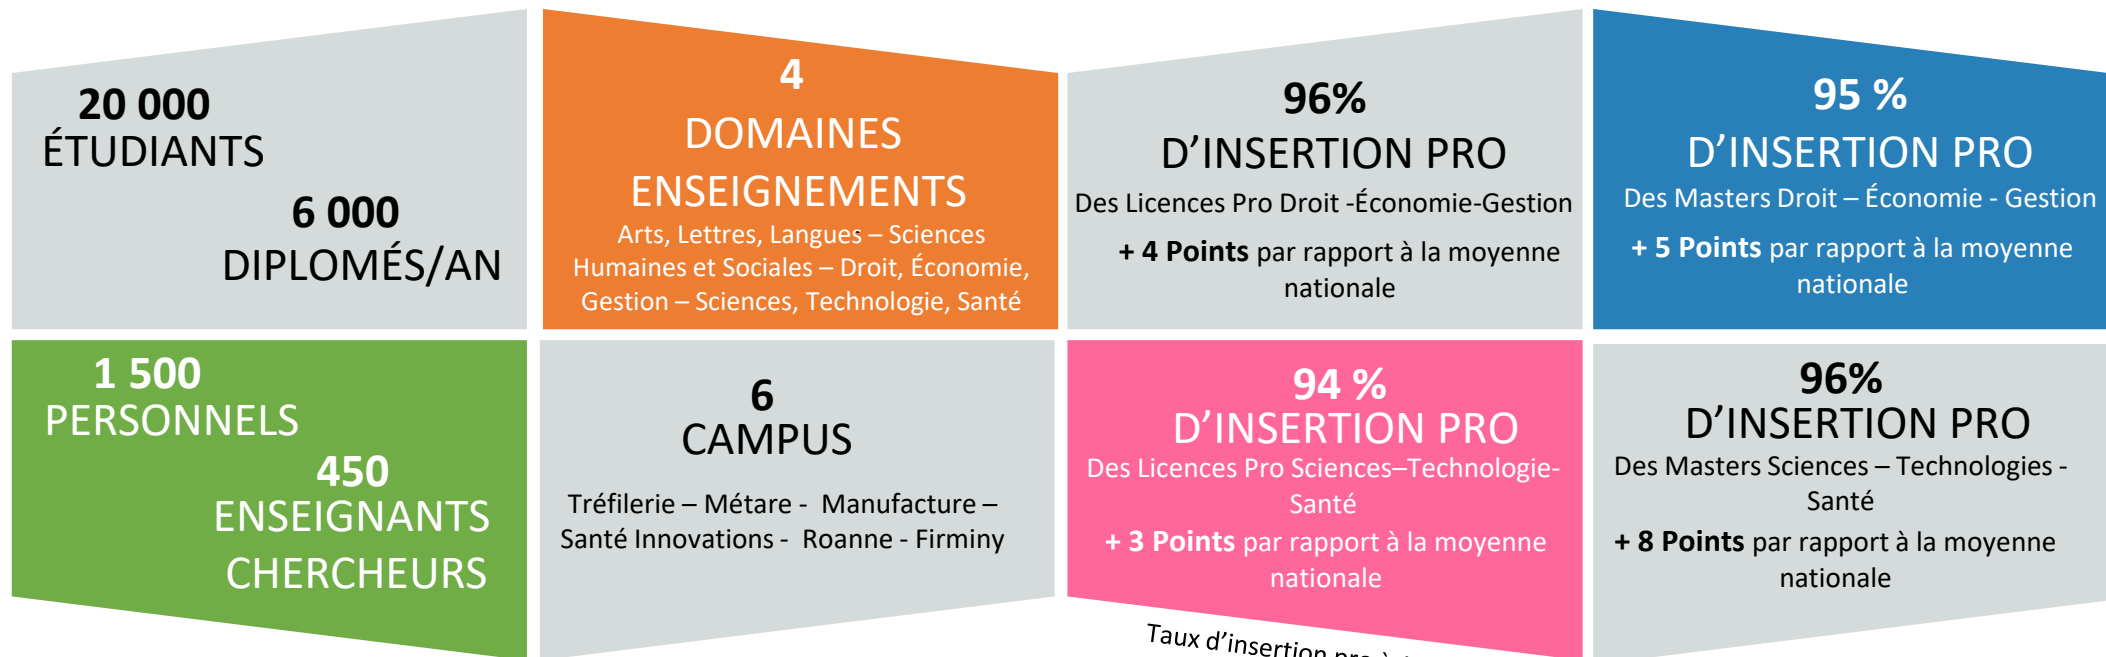 20 000
ÉTUDIANTS
6 000
DIPLOMÉS/AN
4
DOMAINES
ENSEIGNEMENTS
Arts, Lettres, Langues – Sciences
Humaines et Sociales – Droit, Économie,
Gestion – Sciences, Technologie, Santé
96%
D’INSERTION PRO
Des Licences Pro Droit -Économie-Gestion
+ 4 Points par rapport à la moyenne
nationale
95 %
D’INSERTION PRO
Des Masters Droit – Économie - Gestion
+ 5 Points par rapport à la moyenne
nationale
1 500
PERSONNELS
450
ENSEIGNANTS
CHERCHEURS
6
CAMPUS
Tréfilerie – Métare - Manufacture –
Santé Innovations - Roanne - Firminy
94 %
D’INSERTION PRO
Des Licences Pro Sciences–Technologie-
Santé
+ 3 Points par rapport à la moyenne
nationale
96%
D’INSERTION PRO
Des Masters Sciences – Technologies -
Santé
+ 8 Points par rapport à la moyenne
nationale
Taux d’insertion pro